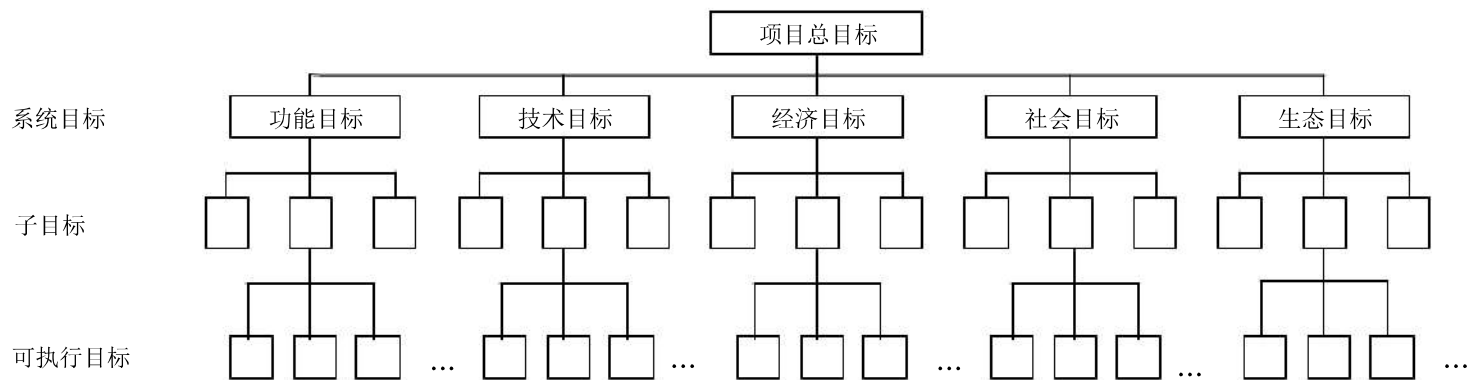 项目总目标
系统目标 功能目标 技术目标 经济目标 社会目标 生态目标
子目标
可执行目标 … … … … …